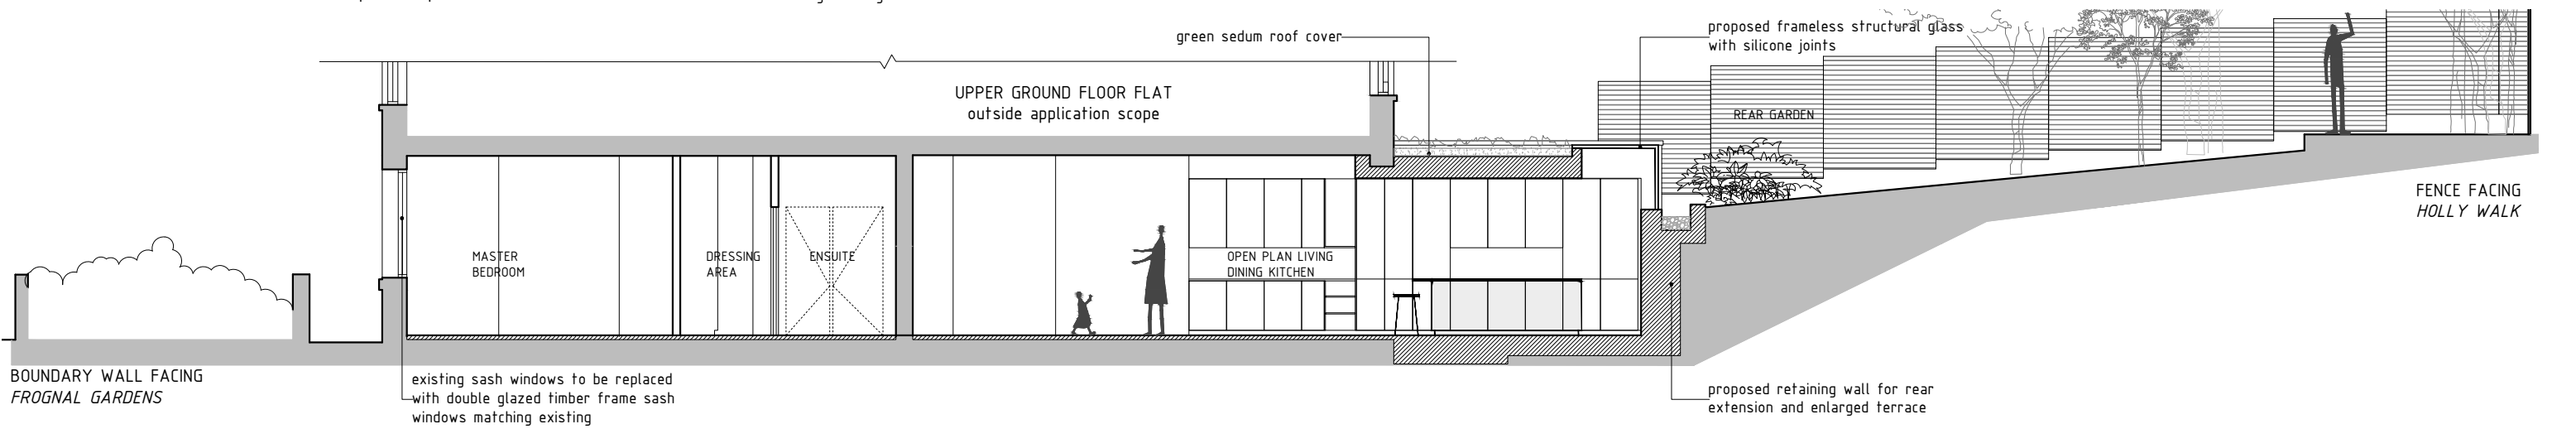 green sedum roof cover
proposed frameless structural glass
with silicone joints
UPPER GROUND FLOOR FLAT
outside application scope
REAR GARDEN
FENCE FACING
HOLLY WALK
MASTER
BEDROOM
DRESSING
AREA
ENSUITE
OPEN PLAN LIVING
DINING KITCHEN
BOUNDARY WALL FACING
FROGNAL GARDENS
existing sash windows to be replaced
with double glazed timber frame sash
windows matching existing
proposed retaining wall for rear
extension and enlarged terrace